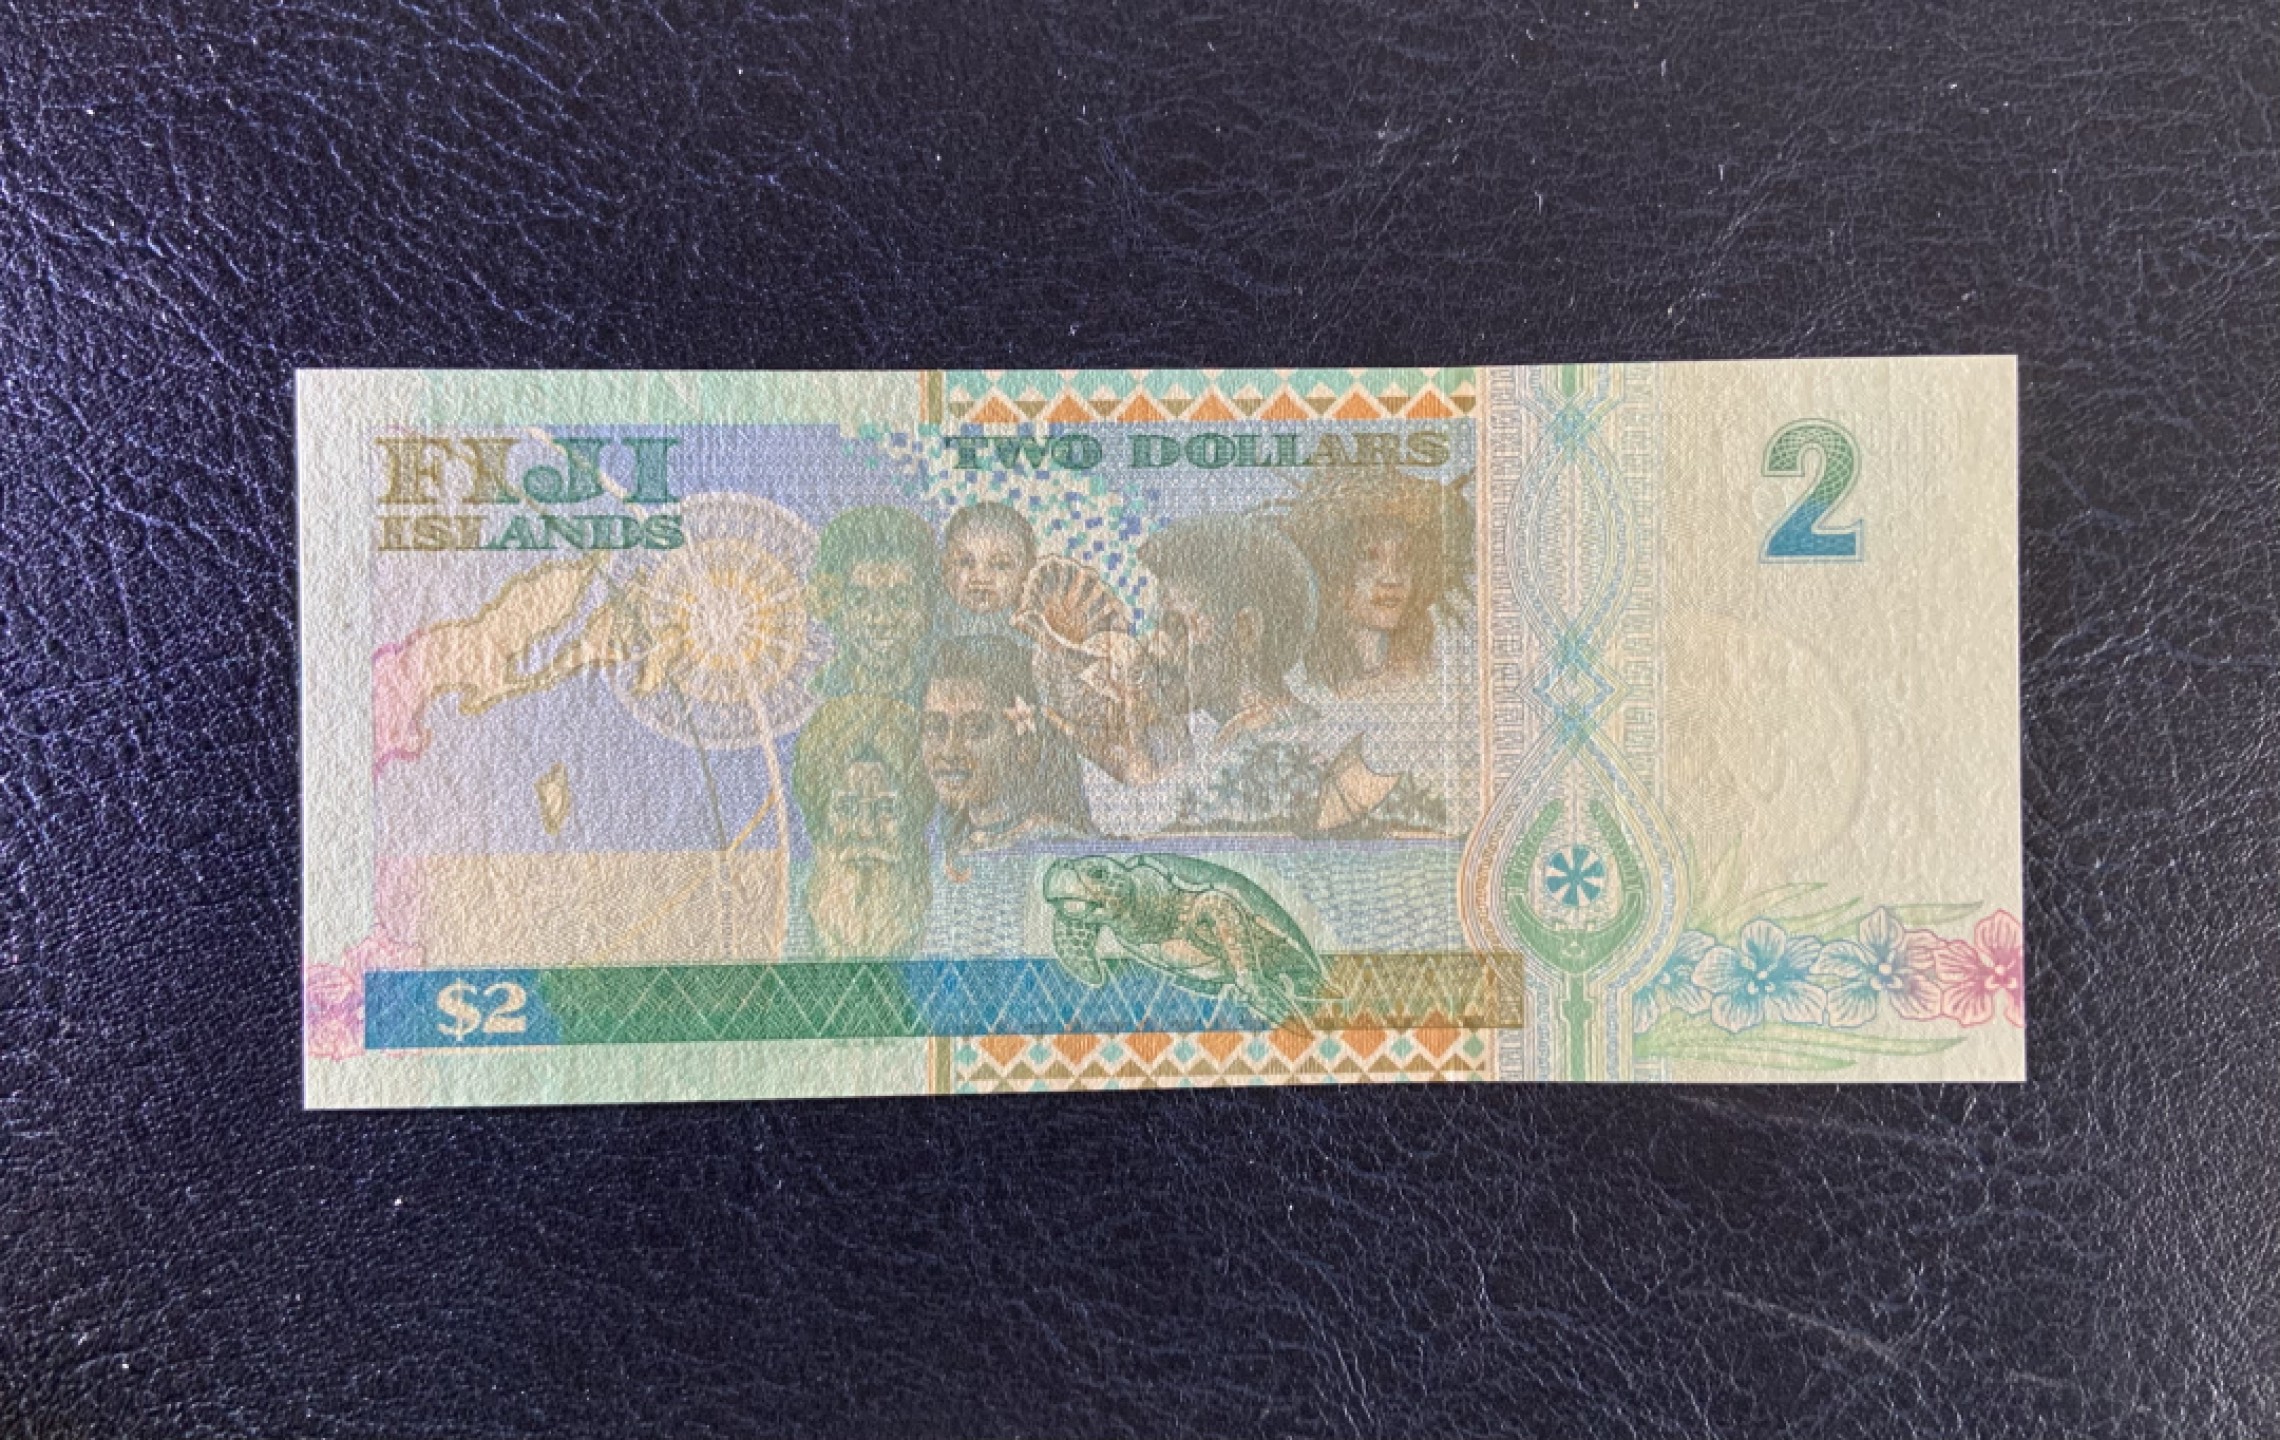 FIJI
ISLANDS
TWO DOLLARS
2
$2